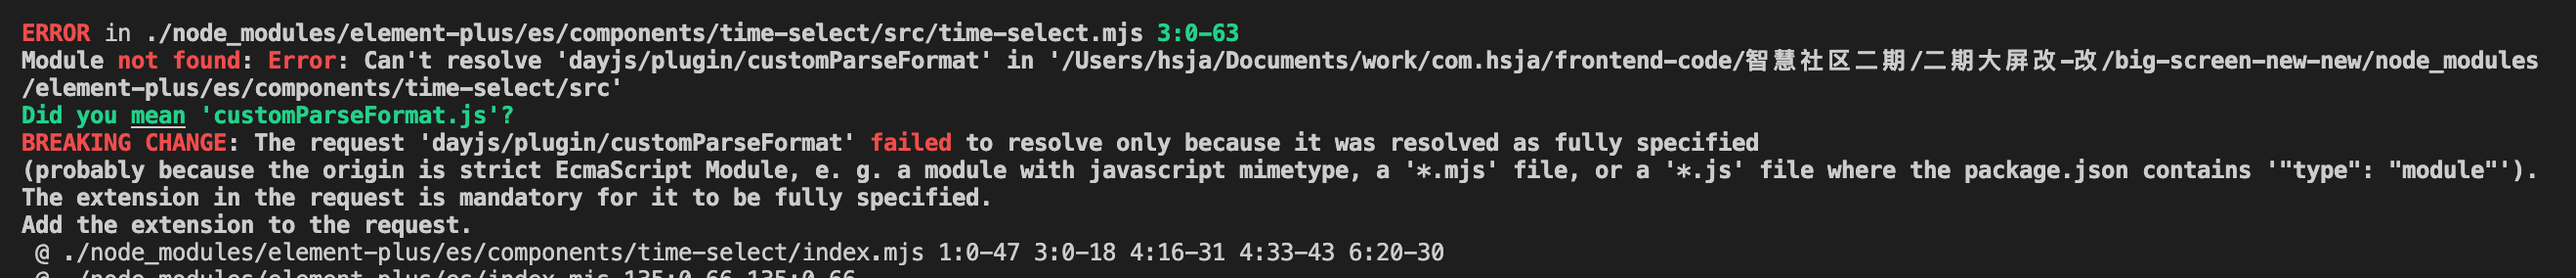 ERROR in ./node_modules/element-plus/es/components/time-select/src/time-select.mjs 3:0-63
Module not found: Error: Can't resolve 'dayjs/plugin/customParseFormat' in '/Users/hsja/Documents/work/com.hsja/frontend-code/智慧社区二期/二期大屏改-改/big-screen-new-new/node_modules
/element-plus/es/components/time-select/src'
Did you mean 'customParseFormat.js'?
BREAKING CHANGE: The request 'dayjs/plugin/customParseFormat' failed to resolve only because it was resolved as fully specified
(probably because the origin is strict EcmaScript Module, e. g. a module with javascript mimetype, a '*.mjs' file, or a '*.js' file where the package.json contains '"type": "module"').
The extension in the request is mandatory for it to be fully specified.
Add the extension to the request.
@ ./node_modules/element-plus/es/components/time-select/index.mjs 1:0-47 3:0-18 4:16-31 4:33-43 6:20-30
@ ./node_modules/element-plus/es/index.mjs 135:0-66 135:0-66